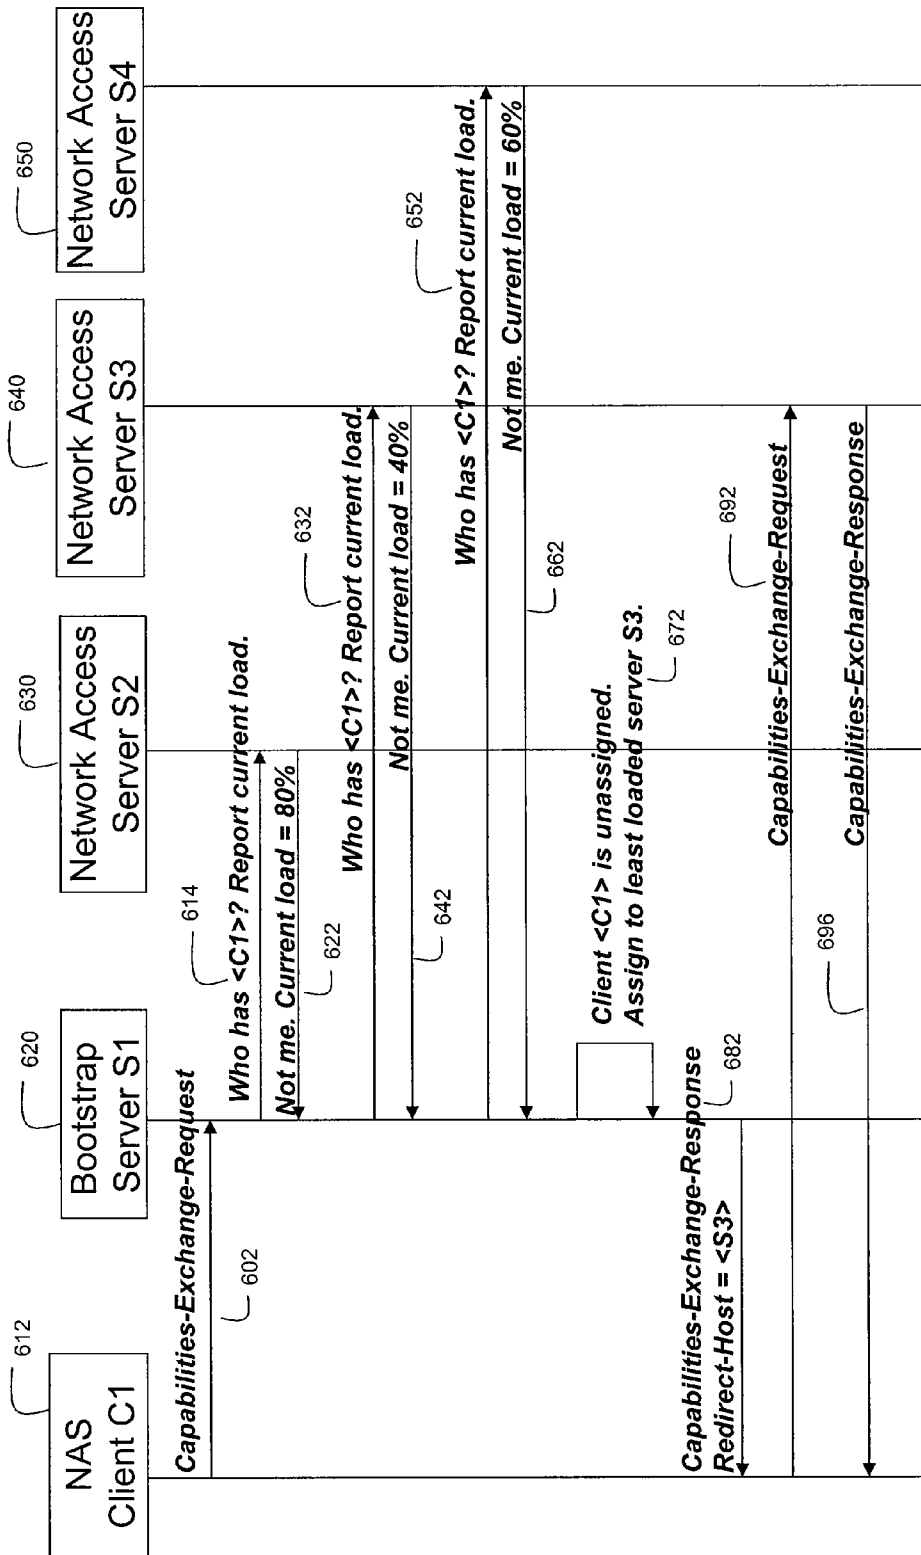 612
NAS
Client C1
620
Bootstrap
Server S1
630
Network Access
Server S2
640
Network Access
Server S3
650
Network Access
Server S4
Capabilities-Exchange-Request
602
614
Who has <C1>? Report current load.
Not me. Current load = 80%
622
632
Who has <C1>? Report current load.
Not me. Current load = 40%
642
652
Who has <C1>? Report current load.
Not me. Current load = 60%
662
Client <C1> is unassigned.
Assign to least loaded server S3.
672
Capabilities-Exchange-Response
682
Redirect-Host = <S3>
Capabilities-Exchange-Request
692
Capabilities-Exchange-Response
696